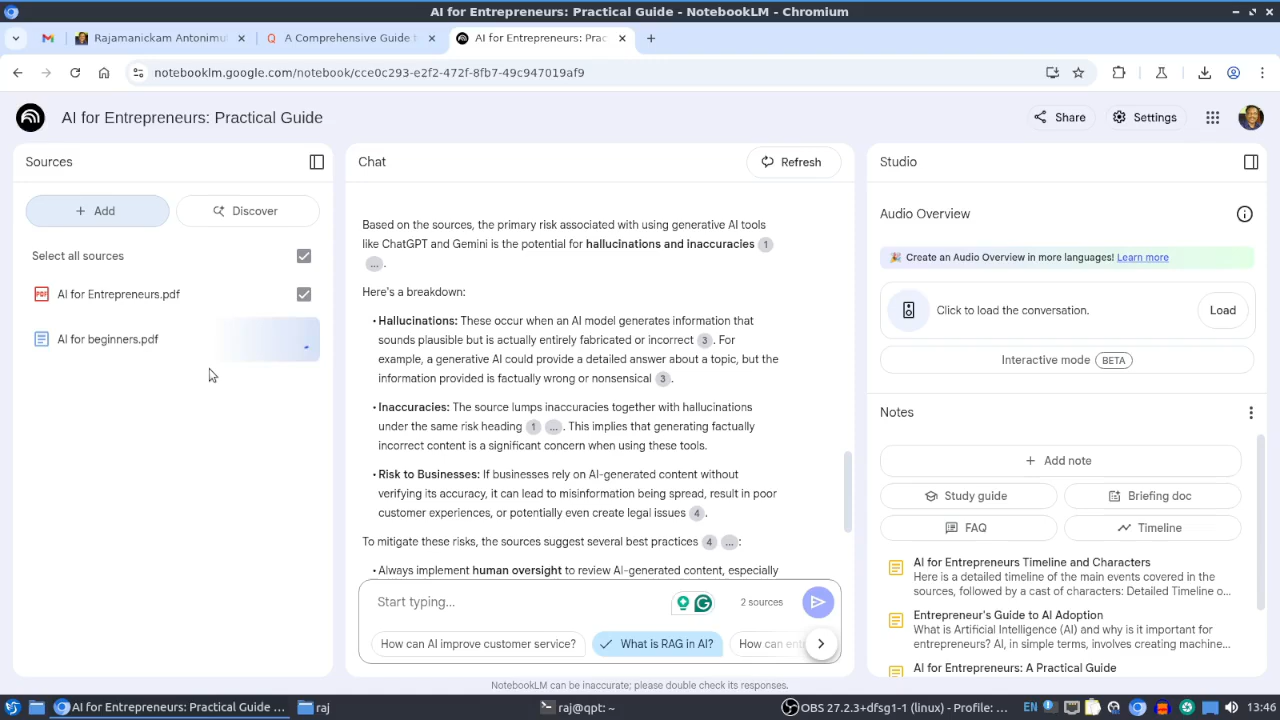 AI for Entrepreneurs: Practical Guide - NotebookLM - Chromium
Rajamanickam Antonimut
A Comprehensive Guide
AI for Entrepreneurs: Prac
notebooklm.google.com/notebook/cce0c293-e2f2-472f-8fb7-49c947019af9
AI for Entrepreneurs: Practical Guide
Share
Settings
Sources
Add
Discover
Select all sources
AI for Entrepreneurs.pdf
AI for beginners.pdf
Chat
Refresh
Based on the sources, the primary risk associated with using generative AI tools
like ChatGPT and Gemini is the potential for hallucinations and inaccuracies 1
... .
Here's a breakdown:
• Hallucinations: These occur when an AI model generates information that
sounds plausible but is actually entirely fabricated or incorrect 3 . For
example, a generative AI could provide a detailed answer about a topic, but the
information provided is factually wrong or nonsensical 3 .
• Inaccuracies: The source lumps inaccuracies together with hallucinations
under the same risk heading 1 ... . This implies that generating factually
incorrect content is a significant concern when using these tools.
• Risk to Businesses: If businesses rely on AI-generated content without
verifying its accuracy, it can lead to misinformation being spread, result in poor
customer experiences, or potentially even create legal issues 4 .
To mitigate these risks, the sources suggest several best practices 4 ... :
• Always implement human oversight to review AI-generated content, especially
Start typing...
2 sources
How can AI improve customer service?
What is RAG in AI?
How can ent
NotebookLM can be inaccurate; please double check its responses.
Studio
Audio Overview
Create an Audio Overview in more languages! Learn more
Click to load the conversation.
Load
Interactive mode BETA
Notes
Add note
Study guide
Briefing doc
FAQ
Timeline
AI for Entrepreneurs Timeline and Characters
Here is a detailed timeline of the main events covered in the
sources, followed by a cast of characters: Detailed Timeline o...
Entrepreneur's Guide to AI Adoption
What is Artificial Intelligence (AI) and why is it important for
entrepreneurs? AI, in simple terms, involves creating machine...
AI for Entrepreneurs: A Practical Guide
AI for Entrepreneurs: Practical Guide ...
raj
raj@qpt: ~
OBS 27.2.3+dfsg1-1 (linux) - Profile: ...
EN
13:46